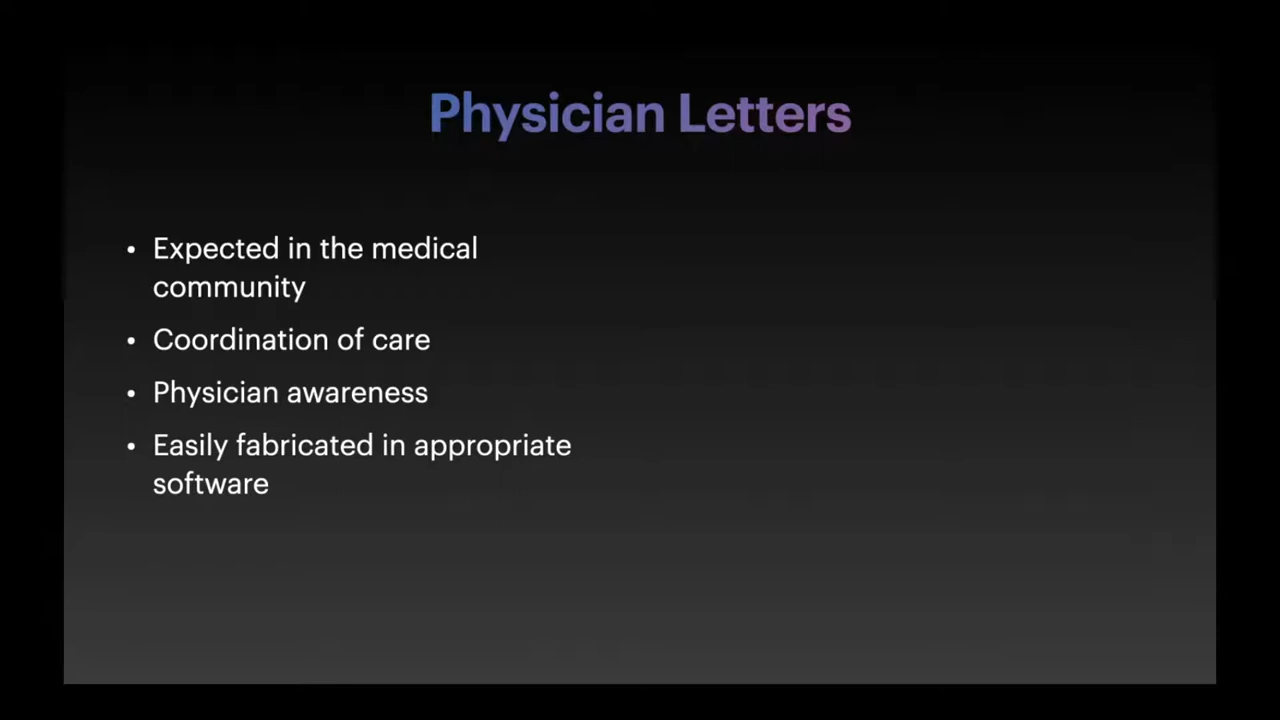 Physician Letters
• Expected in the medical
community
• Coordination of care
• Physician awareness
• Easily fabricated in appropriate
software